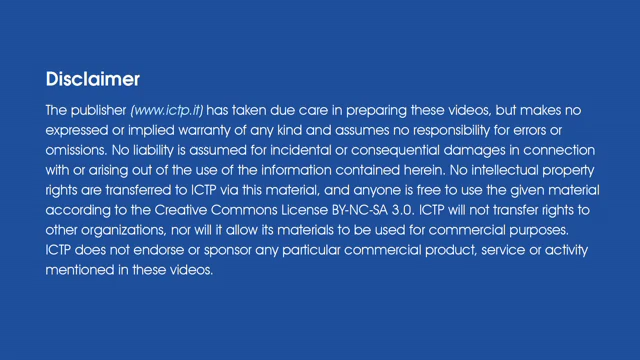 Disclaimer
The publisher (www.ictp.it) has taken due care in preparing these videos, but makes no
expressed or implied warranty of any kind and assumes no responsibility for errors or
omissions. No liability is assumed for incidental or consequential damages in connection
with or arising out of the use of the information contained herein. No intellectual property
rights are transferred to ICTP via this material, and anyone is free to use the given material
according to the Creative Commons License BY-NC-SA 3.0. ICTP will not transfer rights to
other organizations, nor will it allow its materials to be used for commercial purposes.
ICTP does not endorse or sponsor any particular commercial product, service or activity
mentioned in these videos.